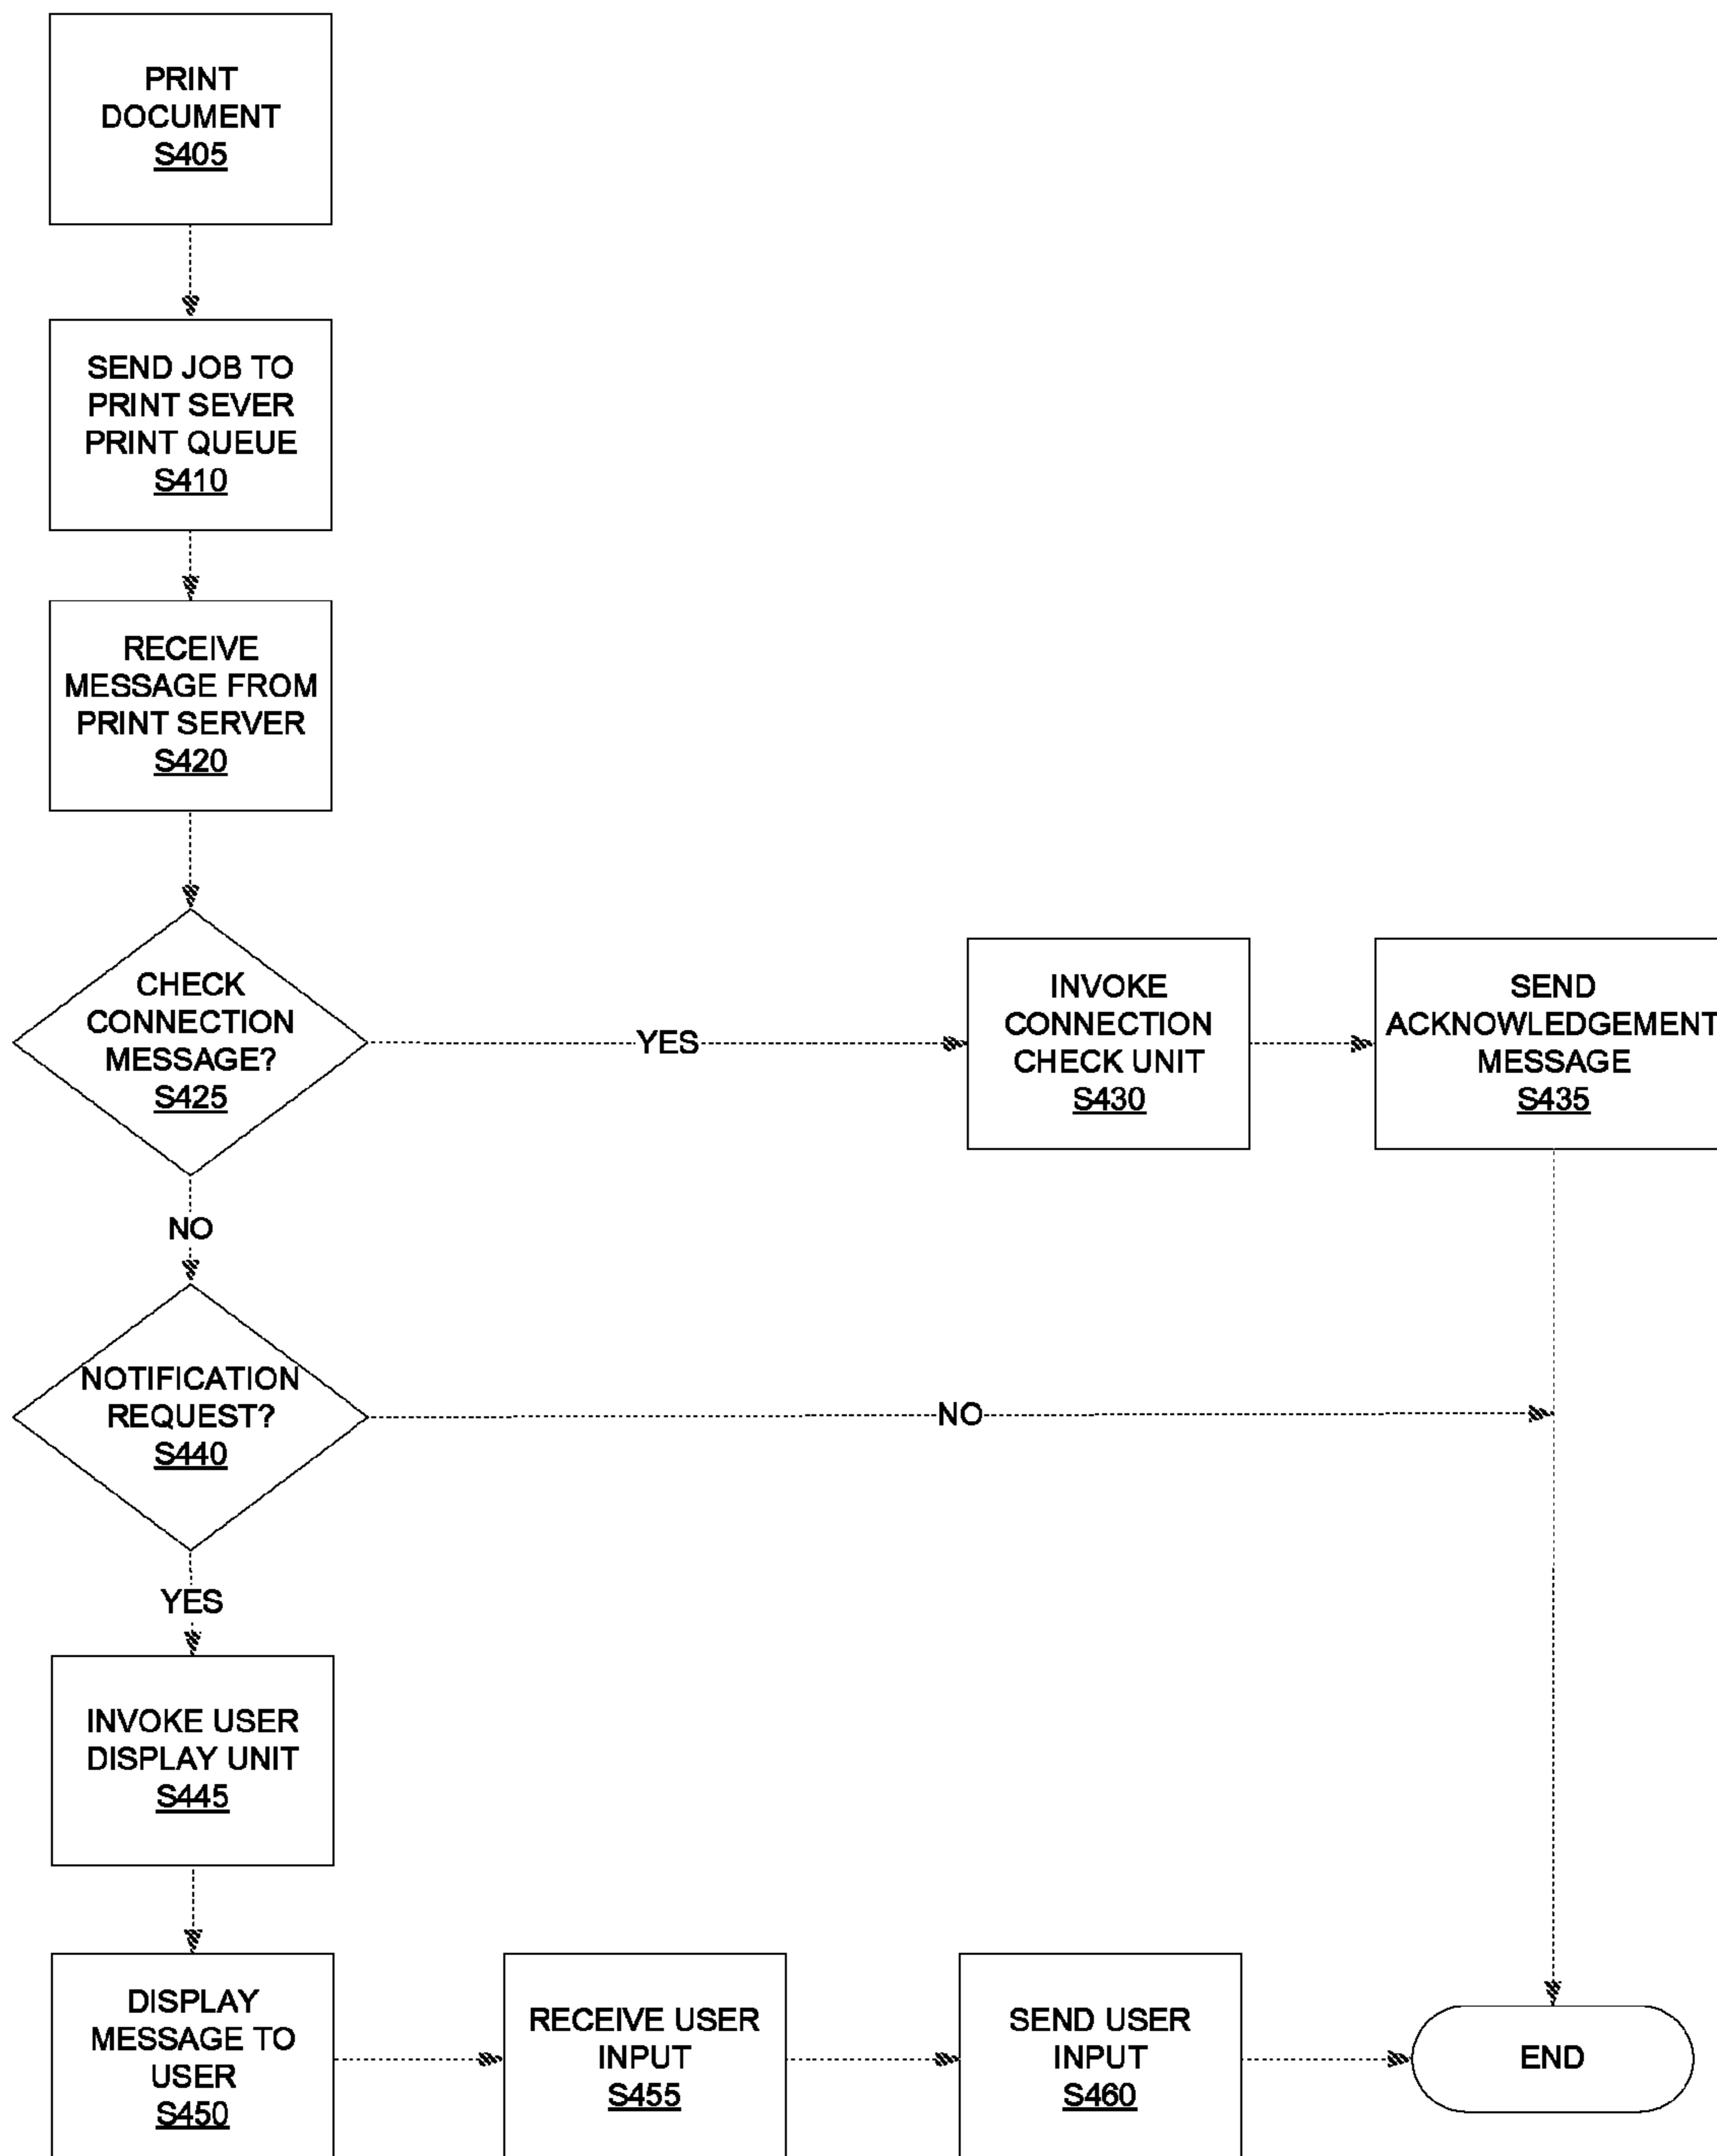 PRINT
DOCUMENT
S405
SEND JOB TO
PRINT SEVER
PRINT QUEUE
S410
RECEIVE
MESSAGE FROM
PRINT SERVER
S420
CHECK
CONNECTION
MESSAGE?
S425
YES
INVOKE
CONNECTION
CHECK UNIT
S430
SEND
ACKNOWLEDGEMENT
MESSAGE
S435
NO
NOTIFICATION
REQUEST?
S440
NO
YES
INVOKE USER
DISPLAY UNIT
S445
DISPLAY
MESSAGE TO
USER
S450
RECEIVE USER
INPUT
S455
SEND USER
INPUT
S460
END